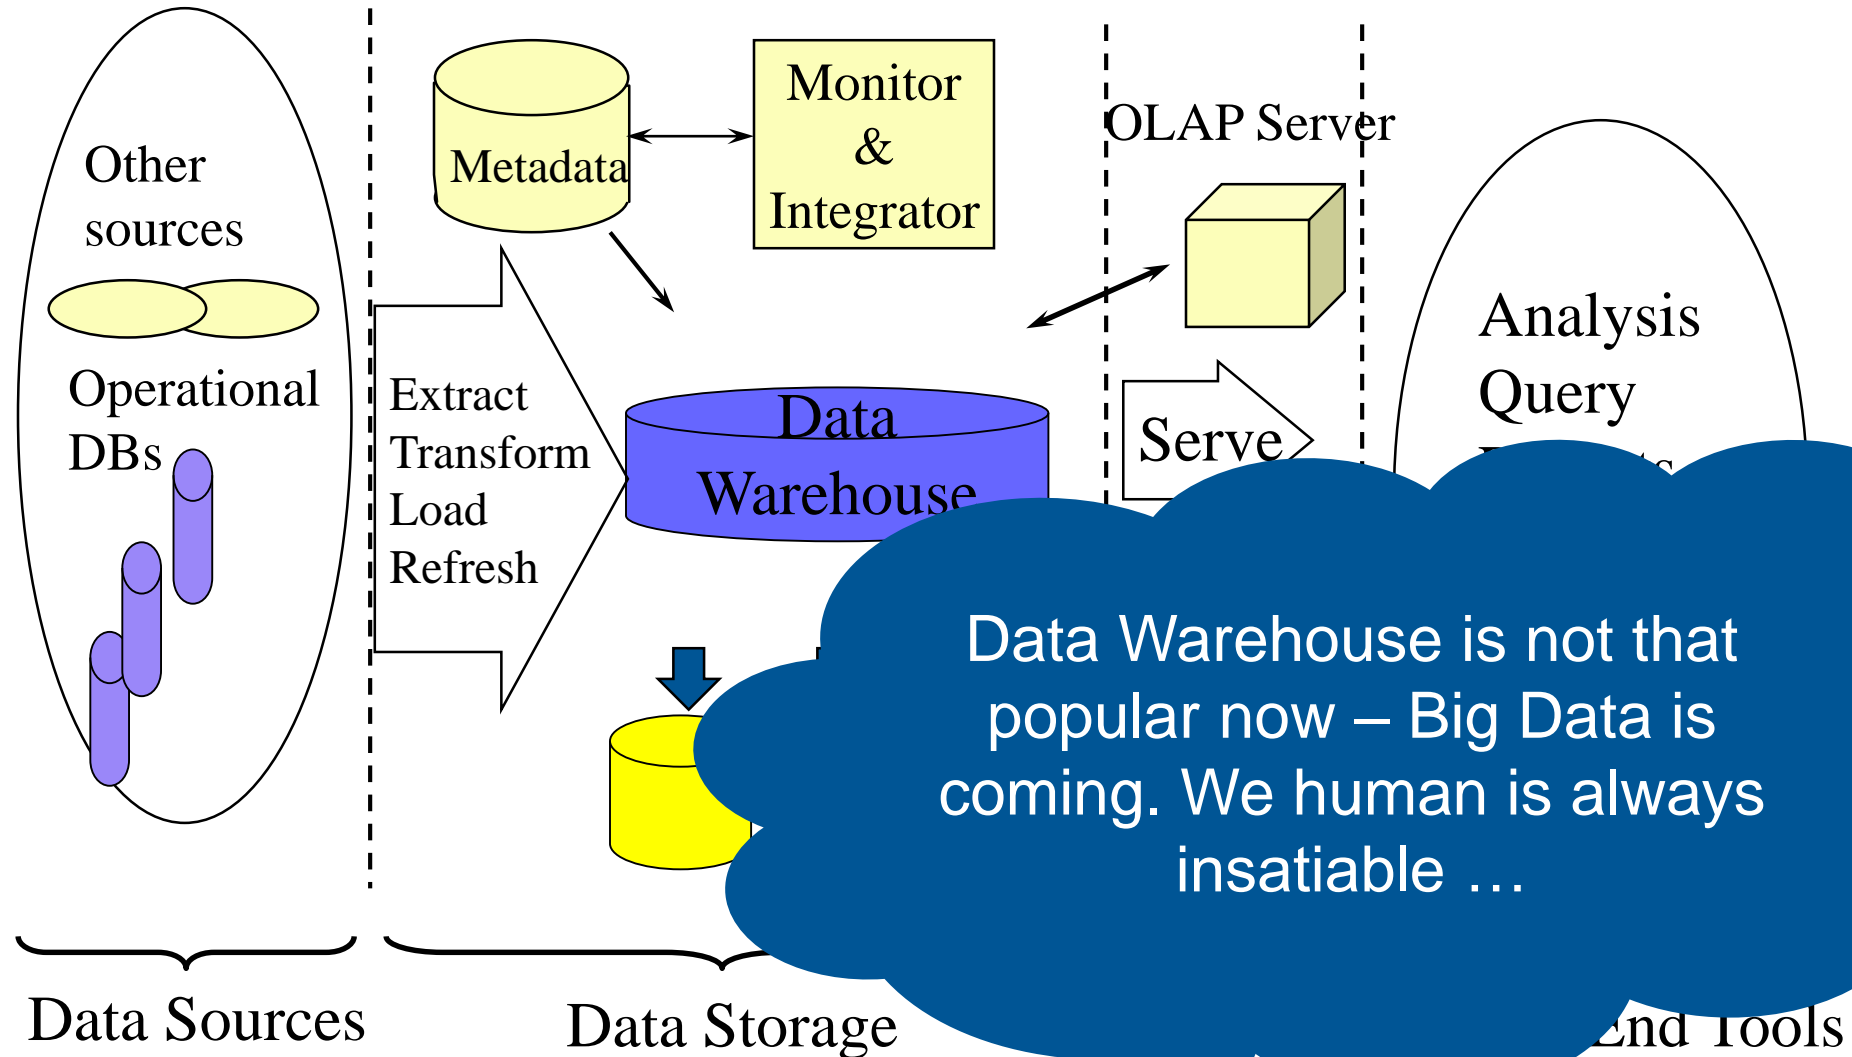 Other
sources
Operational
DBs
Metadata
Monitor
&
Integrator
Extract
Transform
Load
Refresh
Data
Warehouse
OLAP Server
Serve
Analysis
Query
Data Warehouse is not that
popular now – Big Data is
coming. We human is always
insatiable …
Data Sources
Data Storage
End Tools